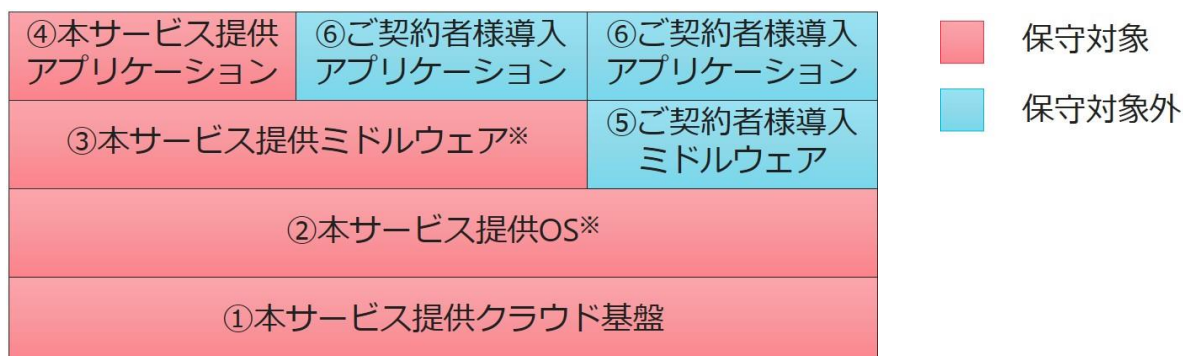 ④本サービス提供
アプリケーション
⑥ご契約者様導入
アプリケーション
⑥ご契約者様導入
アプリケーション
③本サービス提供ミドルウェア※
⑤ご契約者様導入
ミドルウェア
②本サービス提供OS※
①本サービス提供クラウド基盤
保守対象
保守対象外